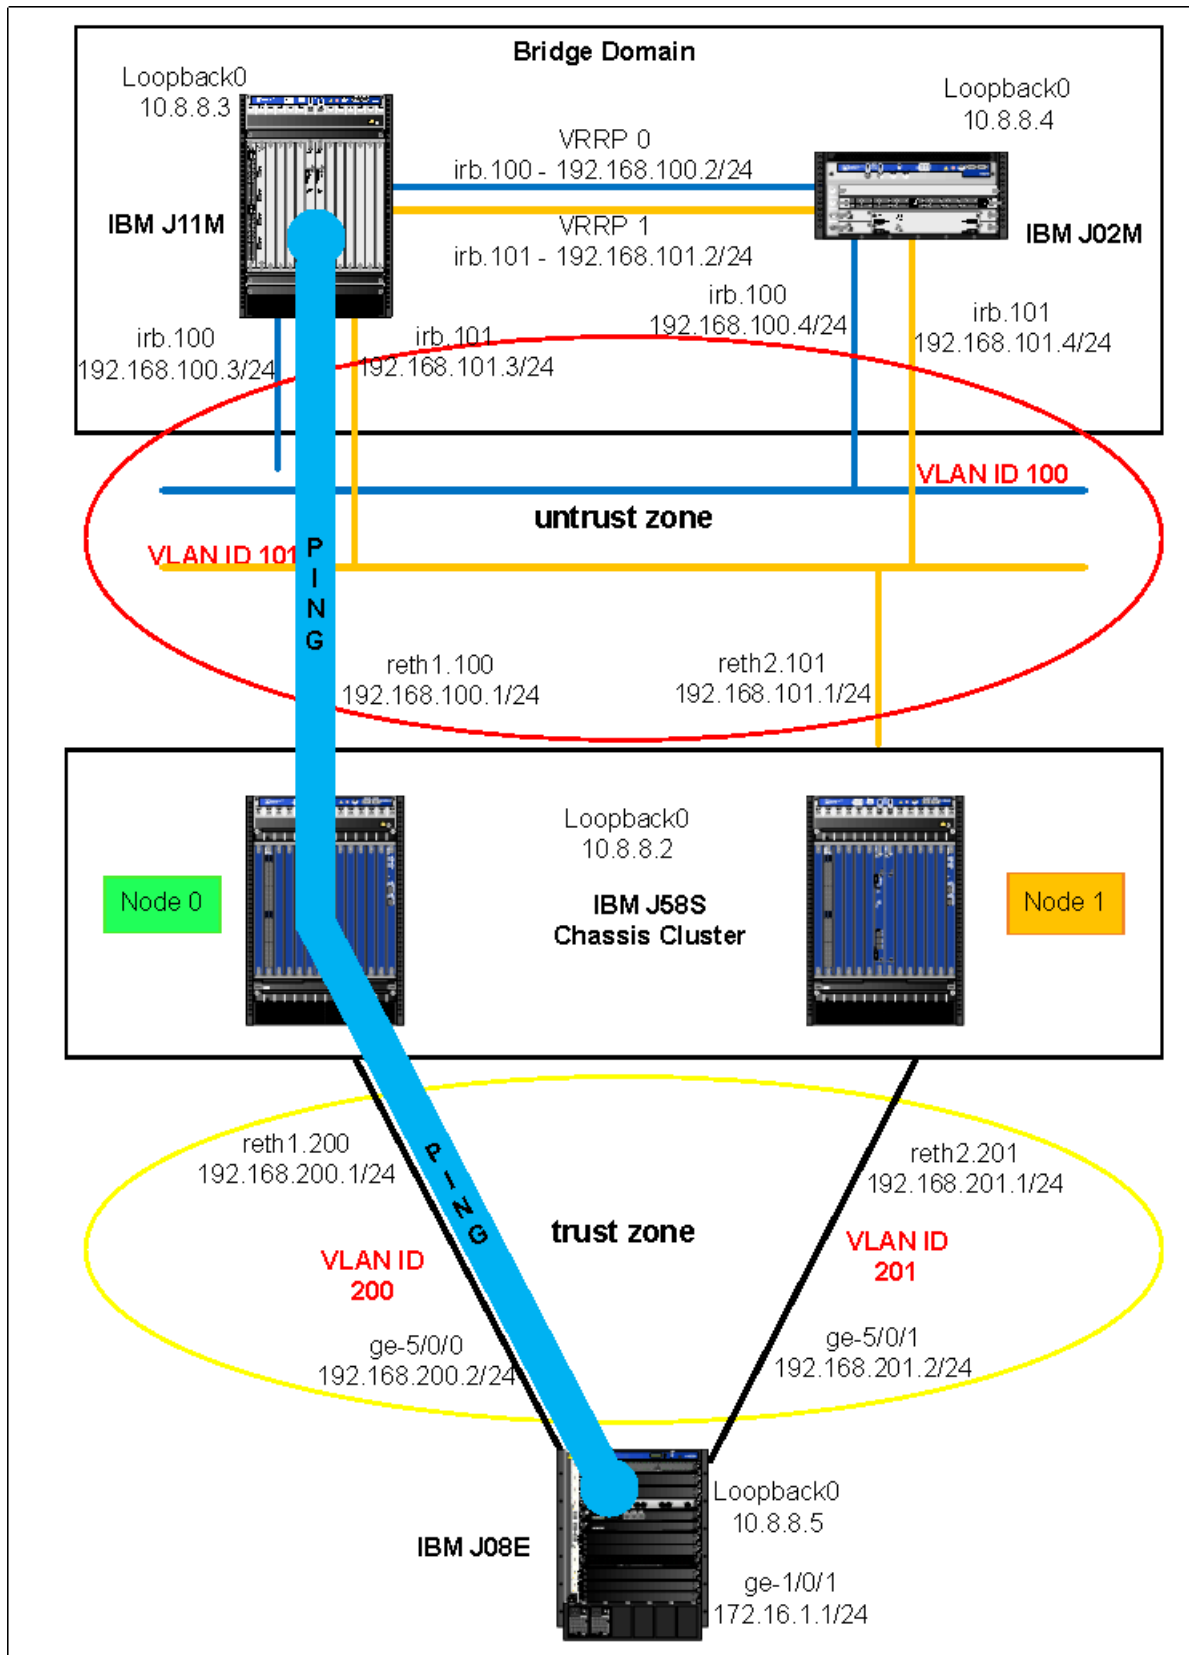 Bridge Domain
Loopback0
10.8.8.3
Loopback0
10.8.8.4
VRRP 0
irb.100 - 192.168.100.2/24
IBM J11M
VRRP 1
irb.101 - 192.168.101.2/24
IBM J02M
irb.100
192.168.100.3/24
irb.101
192.168.101.3/24
irb.100
192.168.100.4/24
irb.101
192.168.101.4/24
VLAN ID 100
untrust zone
VLAN ID 101
PING
reth1.100
192.168.100.1/24
reth2.101
192.168.101.1/24
Loopback0
10.8.8.2
Node 0
IBM J58S
Chassis Cluster
Node 1
reth1.200
192.168.200.1/24
PING
reth2.201
192.168.201.1/24
trust zone
VLAN ID
200
VLAN ID
201
ge-5/0/0
192.168.200.2/24
ge-5/0/1
192.168.201.2/24
Loopback0
10.8.8.5
IBM J08E
ge-1/0/1
172.16.1.1/24